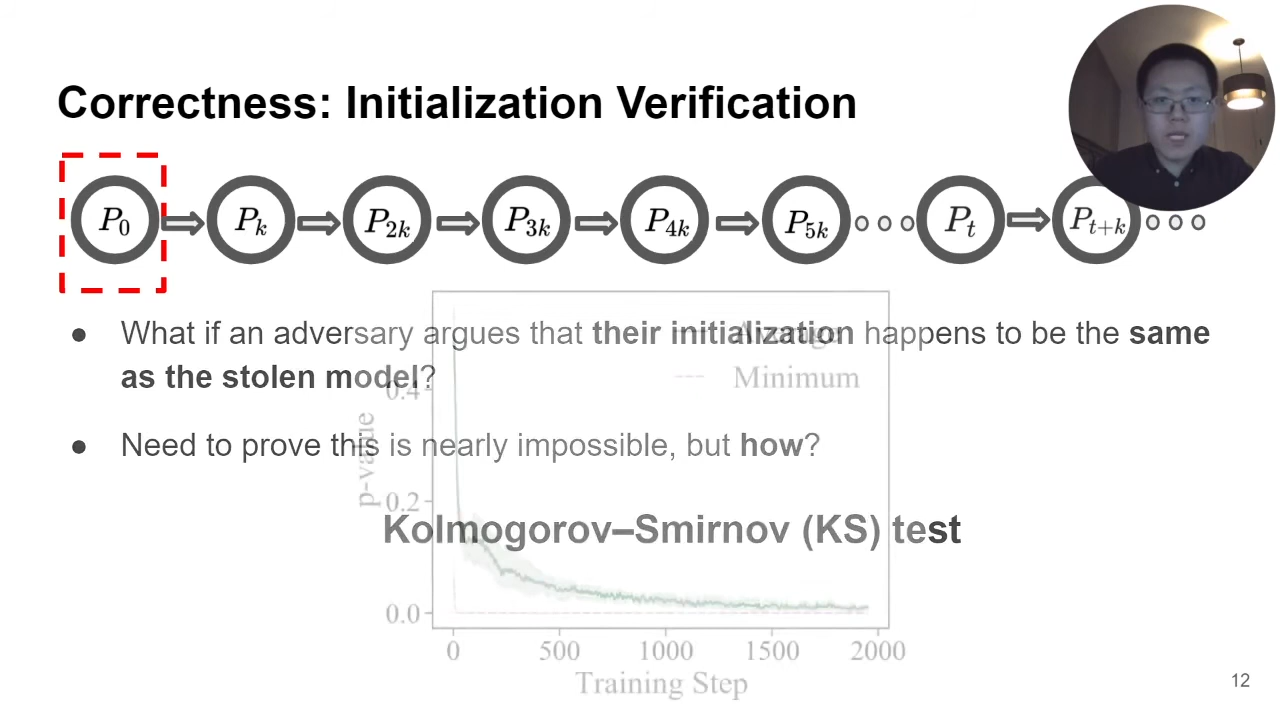 Correctness: Initialization Verification
P0 Pk P2k P3k P4k P5k ooo Pt Pt+k ooo
● What if an adversary argues that their initialization happens to be the same
as the stolen model?
● Need to prove this is nearly impossible, but how?
Kolmogorov–Smirnov (KS) test
Average
Minimum
p-value
0.4
0.2
0.0
0 500 1000 1500 2000
Training Step
12